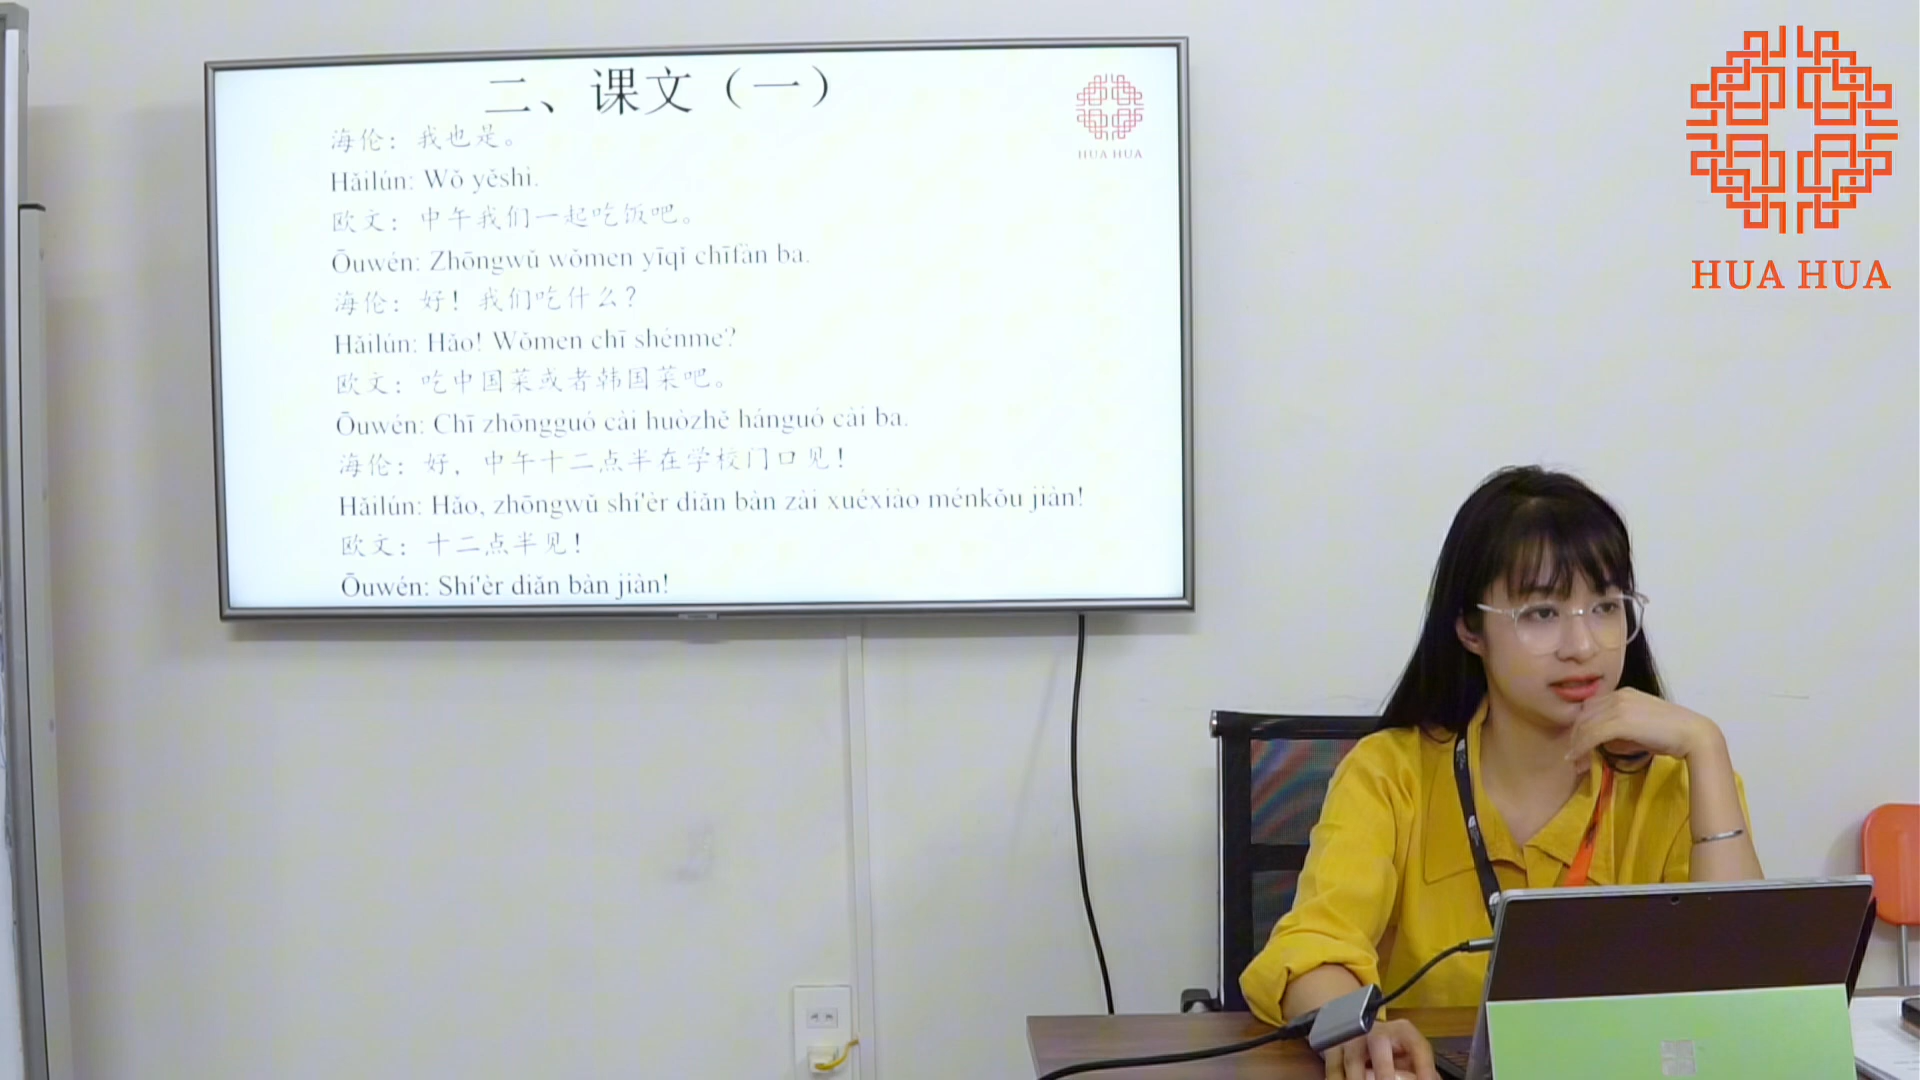 二、课文（一）
HUA HUA
海伦：我也是。
Hǎilún: Wǒ yěshì.
欧文：中午我们一起吃饭吧。
Ōuwén: Zhōngwǔ wǒmen yīqǐ chīfàn ba.
海伦：好！我们吃什么？
Hǎilún: Hǎo! Wǒmen chī shénme?
欧文：吃中国菜或者韩国菜吧。
Ōuwén: Chī zhōngguó cài huòzhě hánguó cài ba.
海伦：好，中午十二点半在学校门口见！
Hǎilún: Hǎo, zhōngwǔ shí'èr diǎn bàn zài xuéxiào ménkǒu jiàn!
欧文：十二点半见！
Ōuwén: Shí'èr diǎn bàn jiàn!
HUA HUA